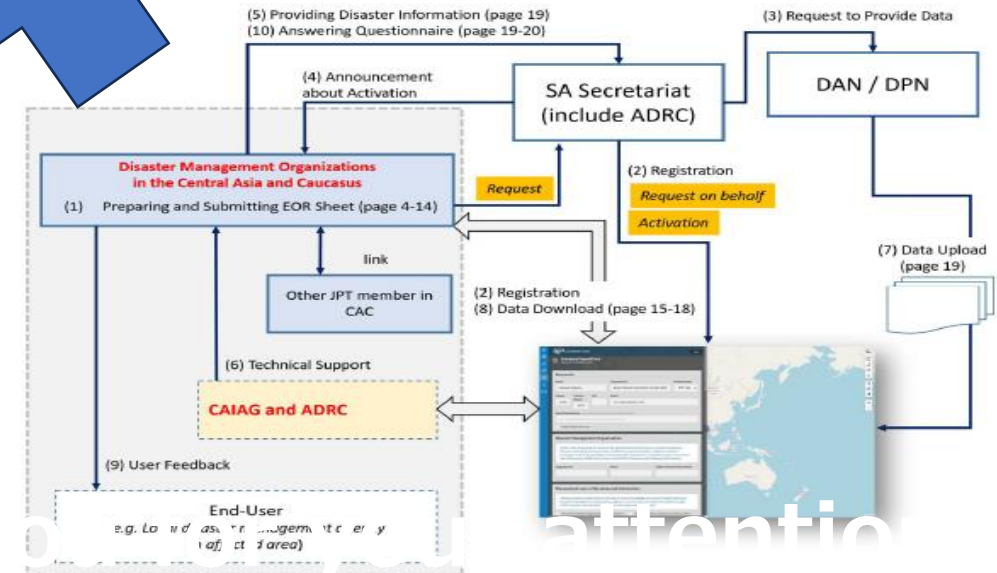 (5) Providing Disaster Information (page 19)
(10) Answering Questionnaire (page 19-20)
(3) Request to Provide Data
(4) Announcement
about Activation
SA Secretariat
(include ADRC)
DAN / DPN
Disaster Management Organizations
in the Central Asia and Caucasus
(1) Preparing and Submitting EOR Sheet (page 4-14)
Request
(2) Registration
Request on behalf
Activation
link
(7) Data Upload
(page 19)
Other JPT member in
CAC
(2) Registration
(8) Data Download (page 15-18)
(6) Technical Support
CAIAG and ADRC
(9) User Feedback
End-User
management
area)